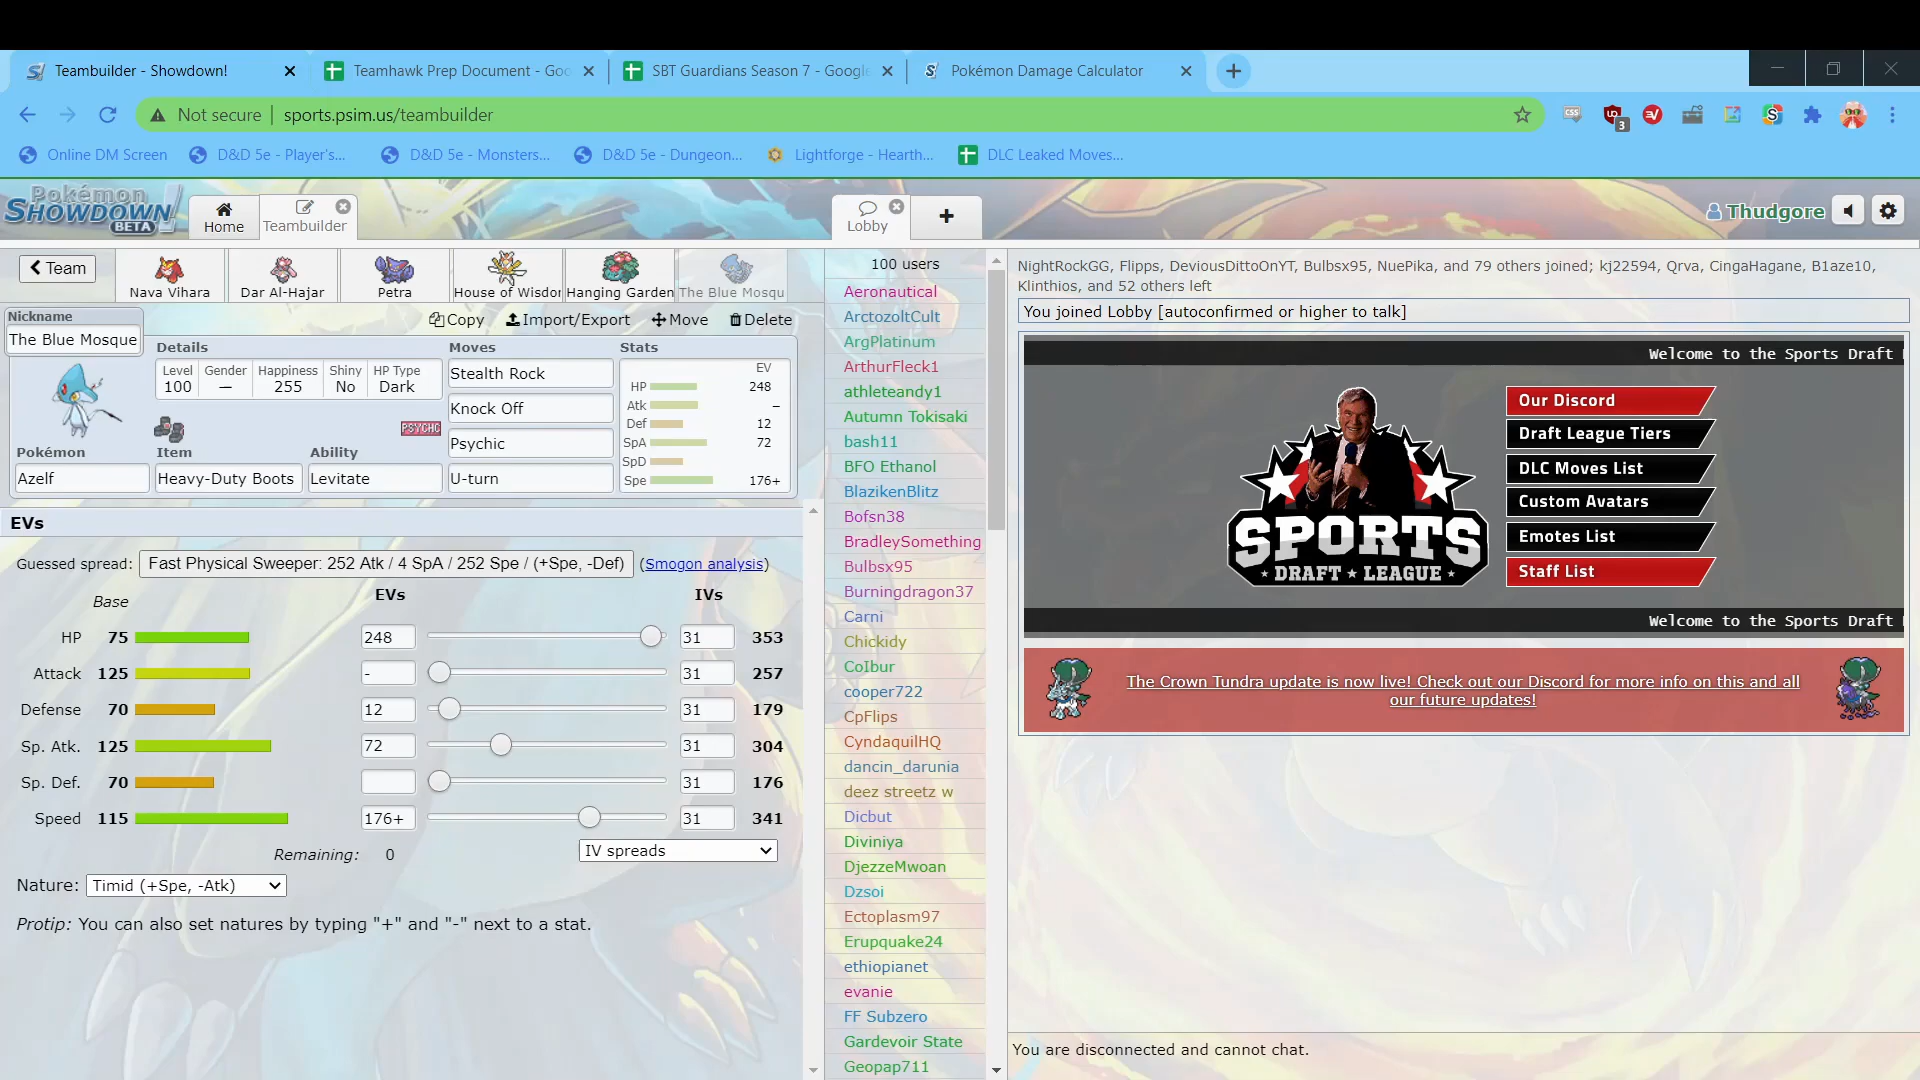 Teambuilder - Showdown!
Teamhawk Prep Document - Goo
SBT Guardians Season 7 - Google
Pokémon Damage Calculator
Not secure
sports.psim.us/teambuilder
3
Online DM Screen
D&D 5e - Player's...
D&D 5e - Monsters...
D&D 5e - Dungeon...
Lightforge - Hearth...
DLC Leaked Moves...
Pokémon
SHOWDOWN!
BETA
Home
Teambuilder
Lobby
Thudgore
Team
Nava Vihara
Dar Al-Hajar
Petra
House of Wisdor
Hanging Garden
The Blue Mosqu
Copy
Import/Export
Move
Delete
Nickname
The Blue Mosque
Details
Level
100
Gender
—
Happiness
255
Shiny
No
HP Type
Dark
PSYCHC
Pokémon
Azelf
Item
Heavy-Duty Boots
Ability
Levitate
Moves
Stealth Rock
Knock Off
Psychic
U-turn
Stats
EV
HP 248
Atk –
Def 12
SpA 72
SpD
Spe 176+
EVs
Guessed spread: Fast Physical Sweeper: 252 Atk / 4 SpA / 252 Spe / (+Spe, -Def) (Smogon analysis)
Base EVs IVs
HP 75 248 31 353
Attack 125 - 31 257
Defense 70 12 31 179
Sp. Atk. 125 72 31 304
Sp. Def. 70 31 176
Speed 115 176+ 31 341
Remaining: 0
IV spreads
Nature: Timid (+Spe, -Atk)
Protip: You can also set natures by typing "+" and "-" next to a stat.
100 users
Aeronautical
ArctozoltCult
ArgPlatinum
ArthurFleck1
athleteandy1
Autumn Tokisaki
bash11
BFO Ethanol
BlazikenBlitz
Bofsn38
BradleySomething
Bulbsx95
Burningdragon37
Carni
Chickidy
CoIbur
cooper722
CpFlips
CyndaquilHQ
dancin_darunia
deez streetz w
Dicbut
Diviniya
DjezzeMwoan
Dzsoi
Ectoplasm97
Erupquake24
ethiopianet
evanie
FF Subzero
Gardevoir State
Geopap711
NightRockGG, Flipps, DeviousDittoOnYT, Bulbsx95, NuePika, and 79 others joined; kj22594, Qrva, CingaHagane, B1aze10,
Klinthios, and 52 others left
You joined Lobby [autoconfirmed or higher to talk]
Welcome to the Sports Draft
SPORTS
DRAFT ★ LEAGUE
Our Discord
Draft League Tiers
DLC Moves List
Custom Avatars
Emotes List
Staff List
Welcome to the Sports Draft
The Crown Tundra update is now live! Check out our Discord for more info on this and all
our future updates!
You are disconnected and cannot chat.